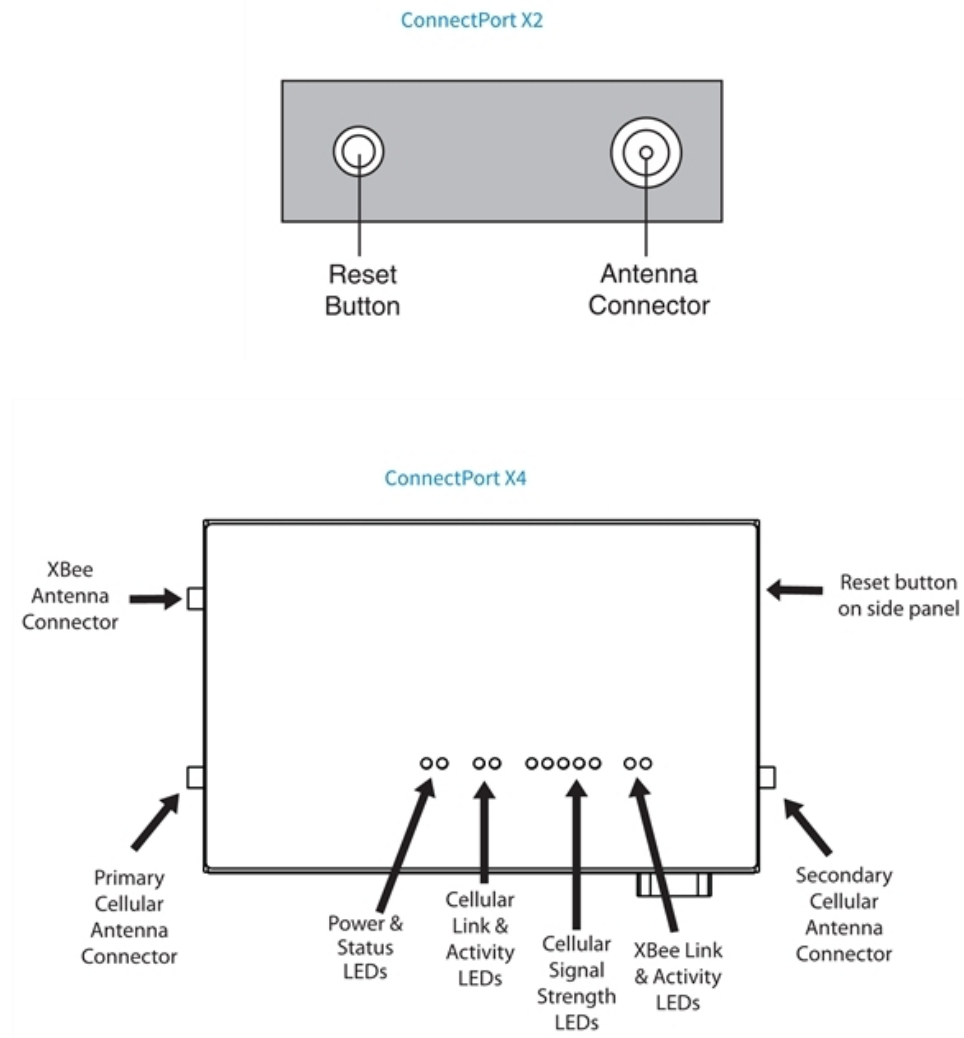 ConnectPort X2
Reset
Button
Antenna
Connector
ConnectPort X4
XBee
Antenna
Connector
Reset button
on side panel
Primary
Cellular
Antenna
Connector
Power &
Status
LEDs
Cellular
Link &
Activity
LEDs
Cellular
Signal
Strength
LEDs
XBee Link
& Activity
LEDs
Secondary
Cellular
Antenna
Connector